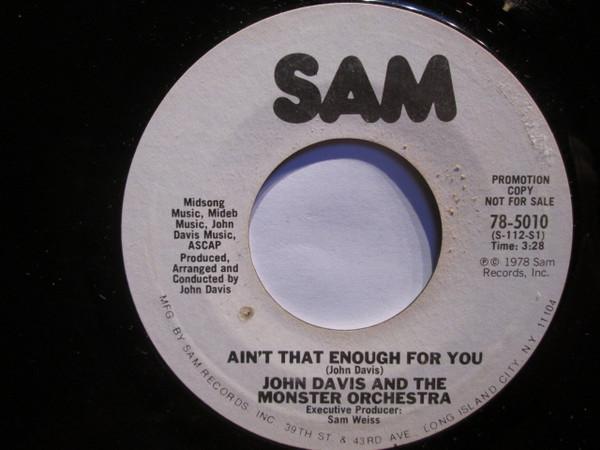 SAM
Midsong
Music, Mideb
Music, John
Davis Music,
ASCAP
Produced,
Arranged and
Conducted by
John Davis
PROMOTION
COPY
NOT FOR SALE
78-5010
(S-112-S1)
Time: 3:28
℗© 1978 Sam
Records, Inc.
AIN'T THAT ENOUGH FOR YOU
(John Davis)
JOHN DAVIS AND THE
MONSTER ORCHESTRA
Executive Producer:
Sam Weiss
MFG. BY SAM RECORDS, INC. 39TH ST. & 43RD AVE. LONG ISLAND CITY, N.Y. 11104